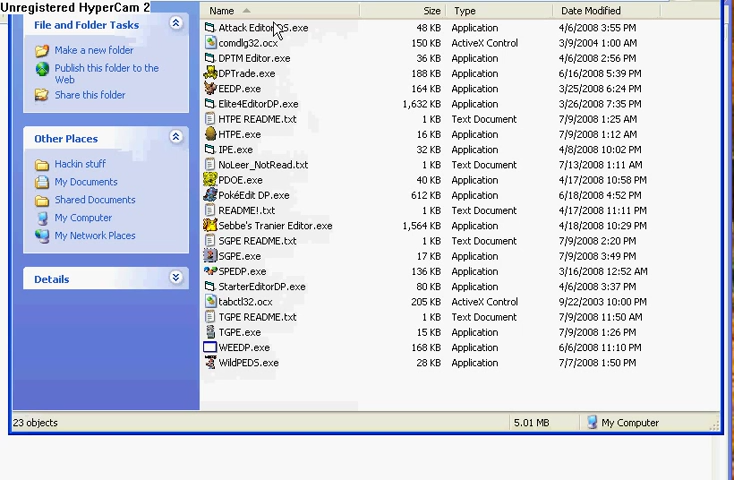 Unregistered HyperCam 2
Name Size Type Date Modified
File and Folder Tasks
Make a new folder
Publish this folder to the
Web
Share this folder
Other Places
Hackin stuff
My Documents
Shared Documents
My Computer
My Network Places
Details
Attack EditorDS.exe 48 KB Application 4/6/2008 3:55 PM
comdlg32.ocx 150 KB ActiveX Control 3/9/2004 1:00 AM
DPTM Editor.exe 36 KB Application 4/6/2008 2:56 PM
DPTrade.exe 188 KB Application 6/16/2008 5:39 PM
EEDP.exe 164 KB Application 3/25/2008 6:24 PM
Elite4EditorDP.exe 1,632 KB Application 3/26/2008 7:35 PM
HTPE README.txt 1 KB Text Document 7/9/2008 1:25 AM
HTPE.exe 16 KB Application 7/9/2008 1:12 AM
IPE.exe 32 KB Application 4/8/2008 10:02 PM
NoLeer_NotRead.txt 1 KB Text Document 7/13/2008 1:11 AM
PDOE.exe 40 KB Application 4/17/2008 10:58 PM
PokéEdit DP.exe 612 KB Application 6/18/2008 4:52 PM
README!.txt 1 KB Text Document 4/17/2008 11:11 PM
Sebbe's Tranier Editor.exe 1,564 KB Application 4/18/2008 10:29 PM
SGPE README.txt 1 KB Text Document 7/9/2008 2:20 PM
SGPE.exe 17 KB Application 7/9/2008 3:49 PM
SPEDP.exe 136 KB Application 3/16/2008 12:52 AM
StarterEditorDP.exe 80 KB Application 4/6/2008 3:37 PM
tabctl32.ocx 205 KB ActiveX Control 9/22/2003 10:00 PM
TGPE README.txt 1 KB Text Document 7/9/2008 11:50 AM
TGPE.exe 15 KB Application 7/9/2008 1:26 PM
WEEDP.exe 168 KB Application 6/6/2008 11:10 PM
WildPEDS.exe 28 KB Application 7/7/2008 1:50 PM
23 objects 5.01 MB My Computer